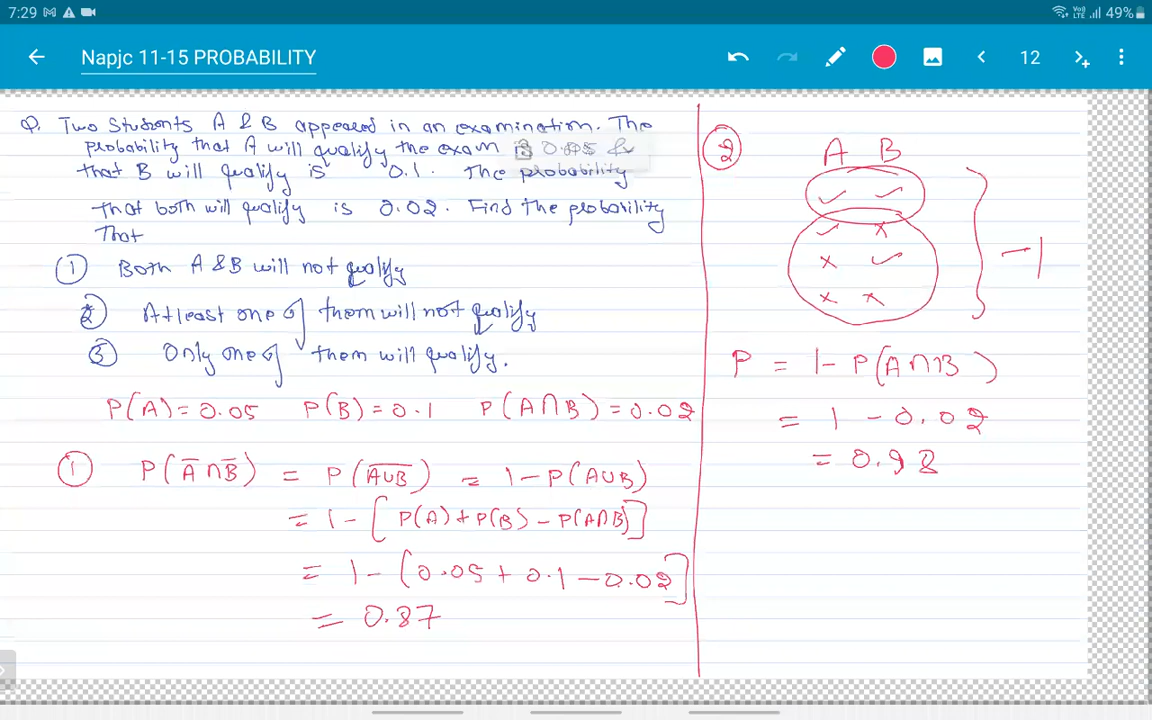 7:29
49%
Napjc 11-15 PROBABILITY
12
Q. Two Students A & B appeared in an examination. The
probability that A will qualify the exam is 0.05 &
that B will qualify is 0.1. The probability
that both will qualify is 0.02. Find the probability
That
① Both A & B will not qualify
② Atleast one of them will not qualify
③ Only one of them will qualify.
P(A) = 0.05 P(B) = 0.1 P(A∩B) = 0.02
① P(A̅∩B̅) = P(A̅∪̅B̅) = 1-P(A∪B)
= 1-[P(A)+P(B)-P(A∩B)]
= 1-(0.05+0.1-0.02]
= 0.87
②
A B
✓ ✓
✓ ×
× ✓
× ×
-1
P = 1-P(A∩B)
= 1-0.02
= 0.98